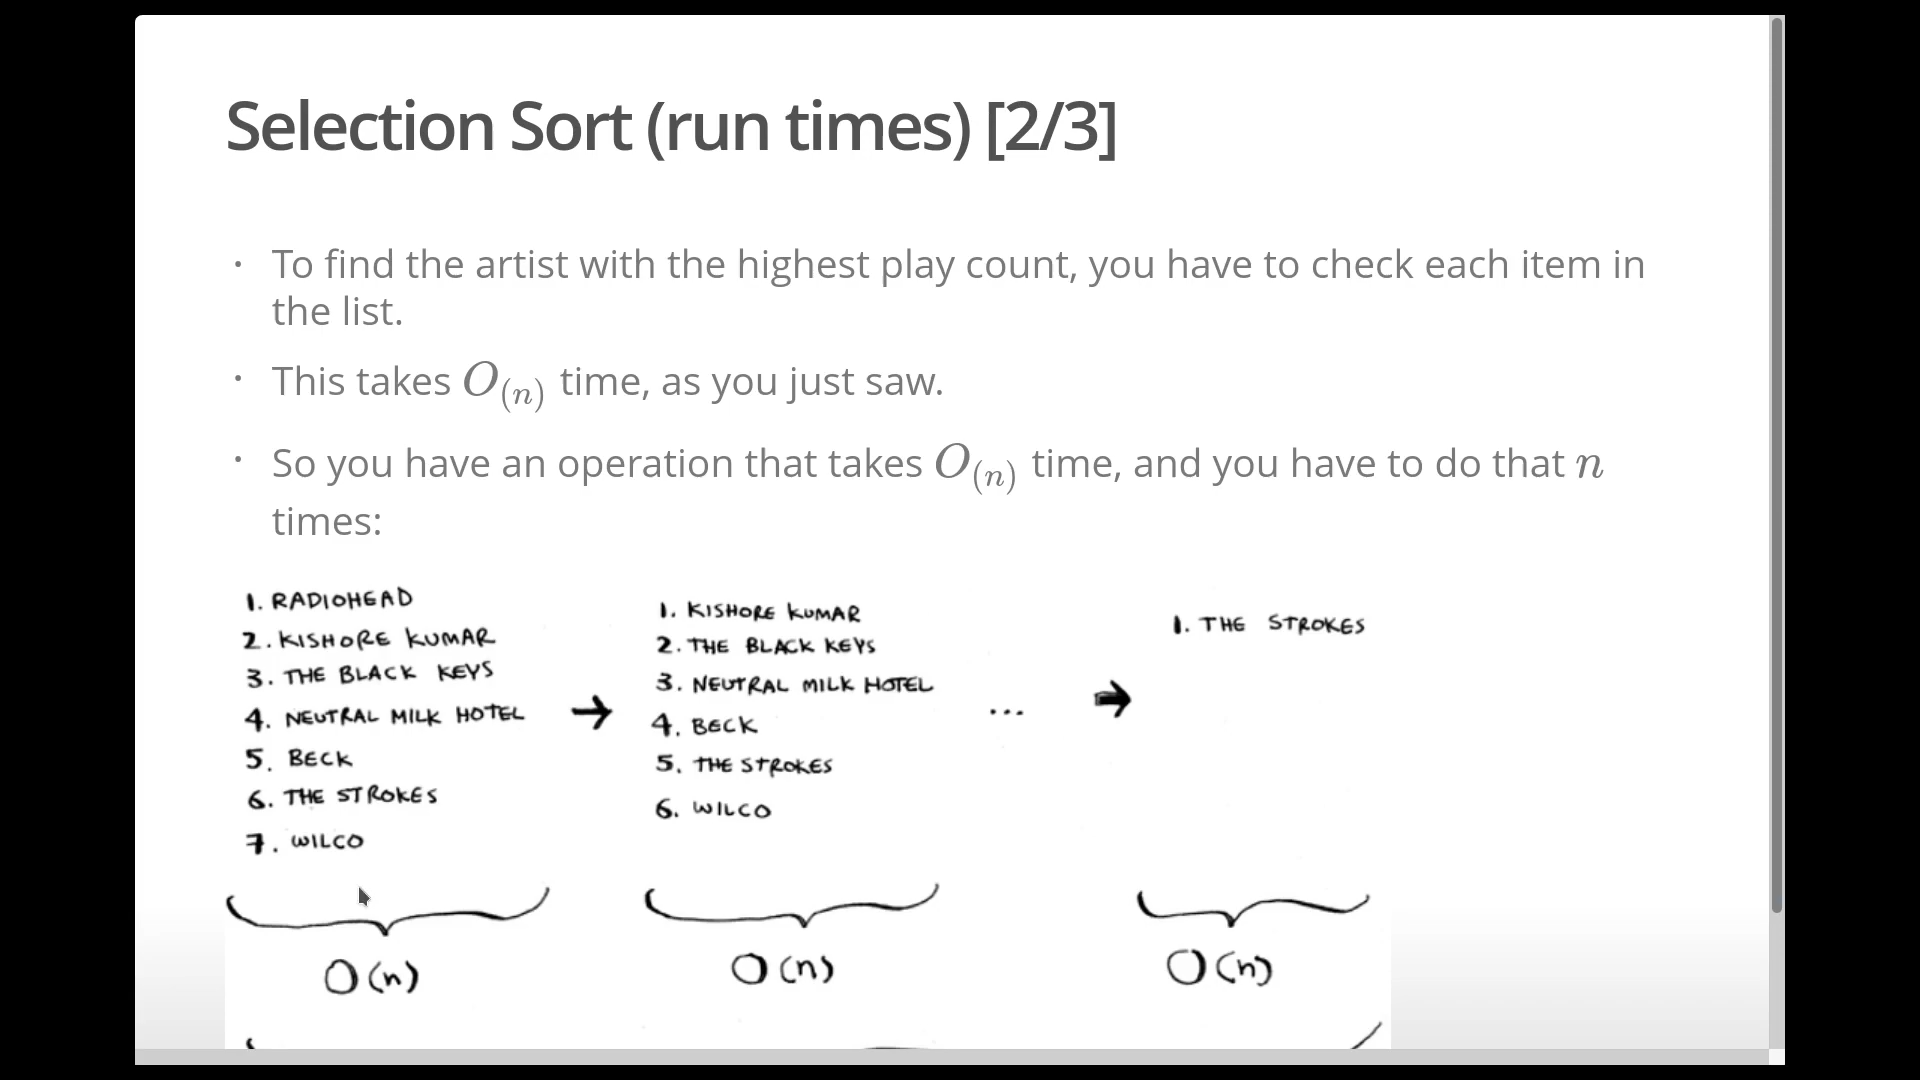 Selection Sort (run times) [2/3]
· To find the artist with the highest play count, you have to check each item in
the list.
· This takes O(n) time, as you just saw.
· So you have an operation that takes O(n) time, and you have to do that n
times:
1. RADIOHEAD
2. KISHORE KUMAR
3. THE BLACK KEYS
4. NEUTRAL MILK HOTEL
5. BECK
6. THE STROKES
7. WILCO
→
1. KISHORE KUMAR
2. THE BLACK KEYS
3. NEUTRAL MILK HOTEL
4. BECK
5. THE STROKES
6. WILCO
... →
1. THE STROKES
O(n)
O(n)
O(n)